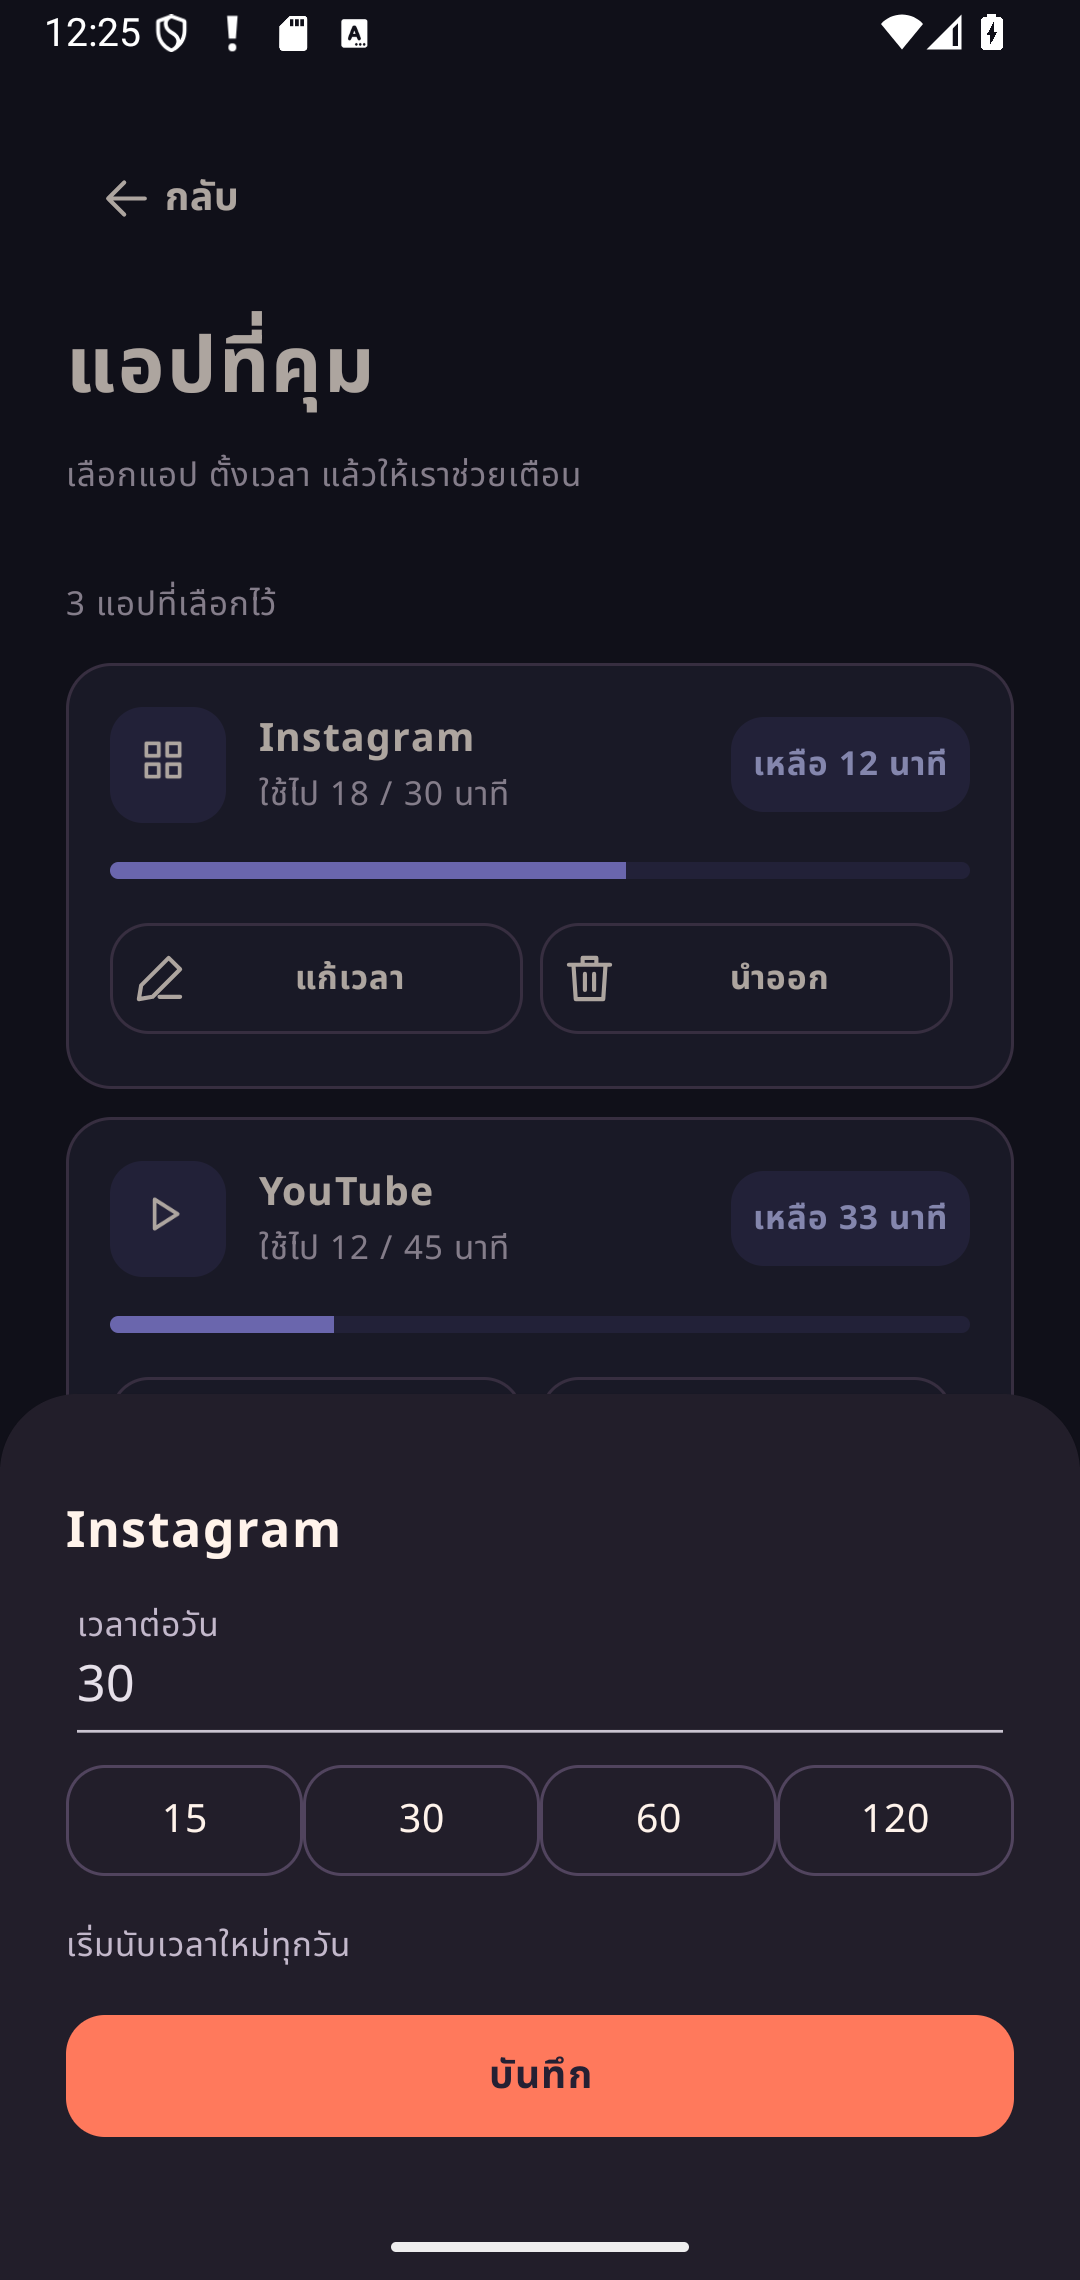 12:25
กลับ
แอปที่คุม
เลือกแอป ตั้งเวลา แล้วให้เราช่วยเตือน
3 แอปที่เลือกไว้
Instagram
ใช้ไป 18 / 30 นาที
เหลือ 12 นาที
แก้เวลา
นำออก
YouTube
ใช้ไป 12 / 45 นาที
เหลือ 33 นาที
Instagram
เวลาต่อวัน
30
15
30
60
120
เริ่มนับเวลาใหม่ทุกวัน
บันทึก